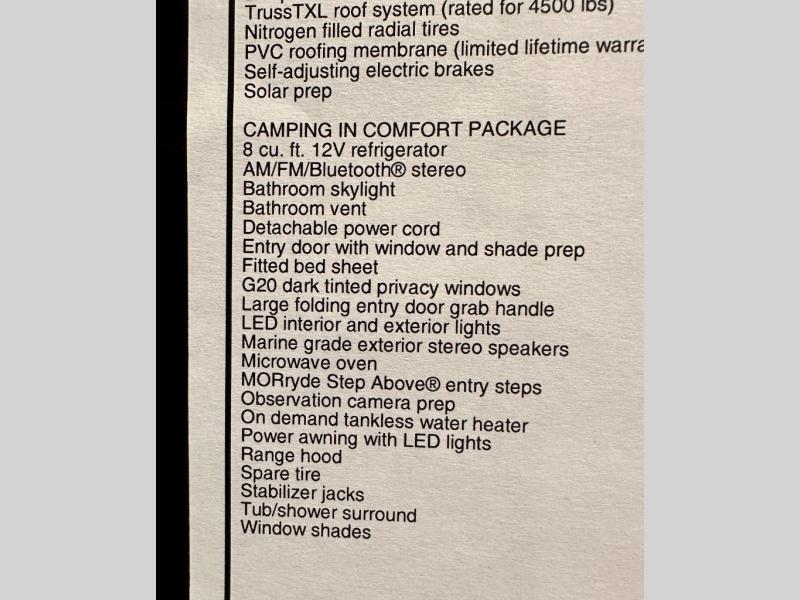 TrussTXL roof system (rated for 4500 lbs)
Nitrogen filled radial tires
PVC roofing membrane (limited lifetime warra
Self-adjusting electric brakes
Solar prep
CAMPING IN COMFORT PACKAGE
8 cu. ft. 12V refrigerator
AM/FM/Bluetooth® stereo
Bathroom skylight
Bathroom vent
Detachable power cord
Entry door with window and shade prep
Fitted bed sheet
G20 dark tinted privacy windows
Large folding entry door grab handle
LED interior and exterior lights
Marine grade exterior stereo speakers
Microwave oven
MORryde Step Above® entry steps
Observation camera prep
On demand tankless water heater
Power awning with LED lights
Range hood
Spare tire
Stabilizer jacks
Tub/shower surround
Window shades